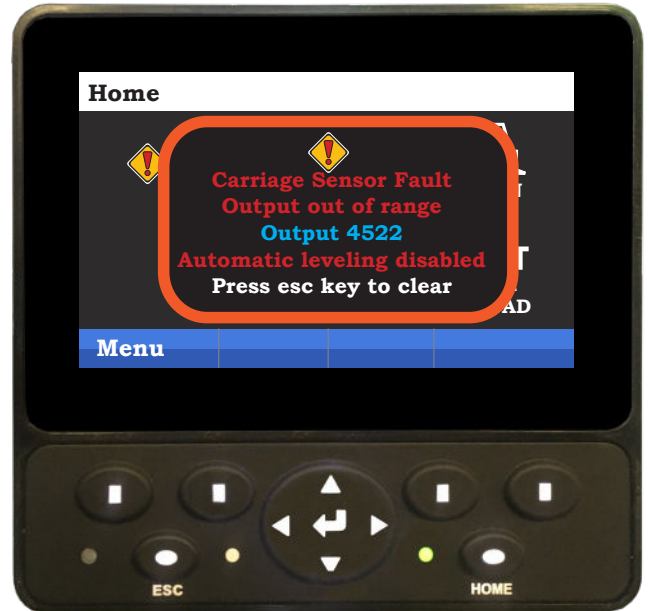 Home
Carriage Sensor Fault
Output out of range
Output 4522
Automatic leveling disabled
Press esc key to clear
AD
Menu
ESC
HOME